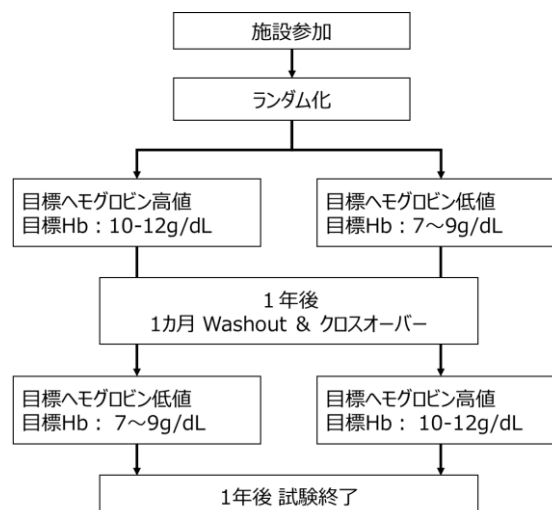 施設参加
ランダム化
目標ヘモグロビン高値
目標Hb：10-12g/dL
目標ヘモグロビン低値
目標Hb：7～9g/dL
１年後
1カ月 Washout ＆ クロスオーバー
目標ヘモグロビン低値
目標Hb： 7～9g/dL
目標ヘモグロビン高値
目標Hb： 10-12g/dL
1年後 試験終了